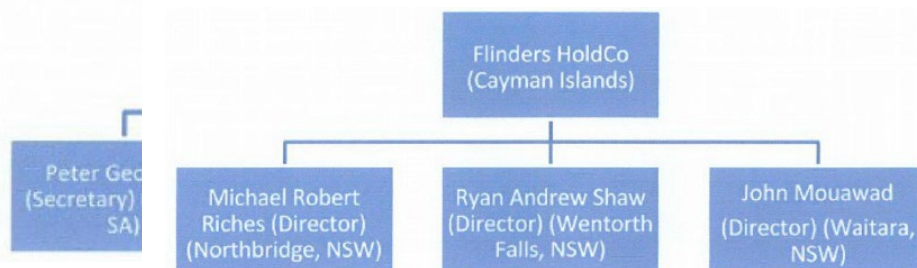 Flinders HoldCo
(Cayman Islands)
Peter
(Secretary)
SA)
Michael Robert
Riches (Director)
(Northbridge, NSW)
Ryan Andrew Shaw
(Director) (Wentorth
Falls, NSW)
John Mouawad
(Director) (Waitara,
NSW)